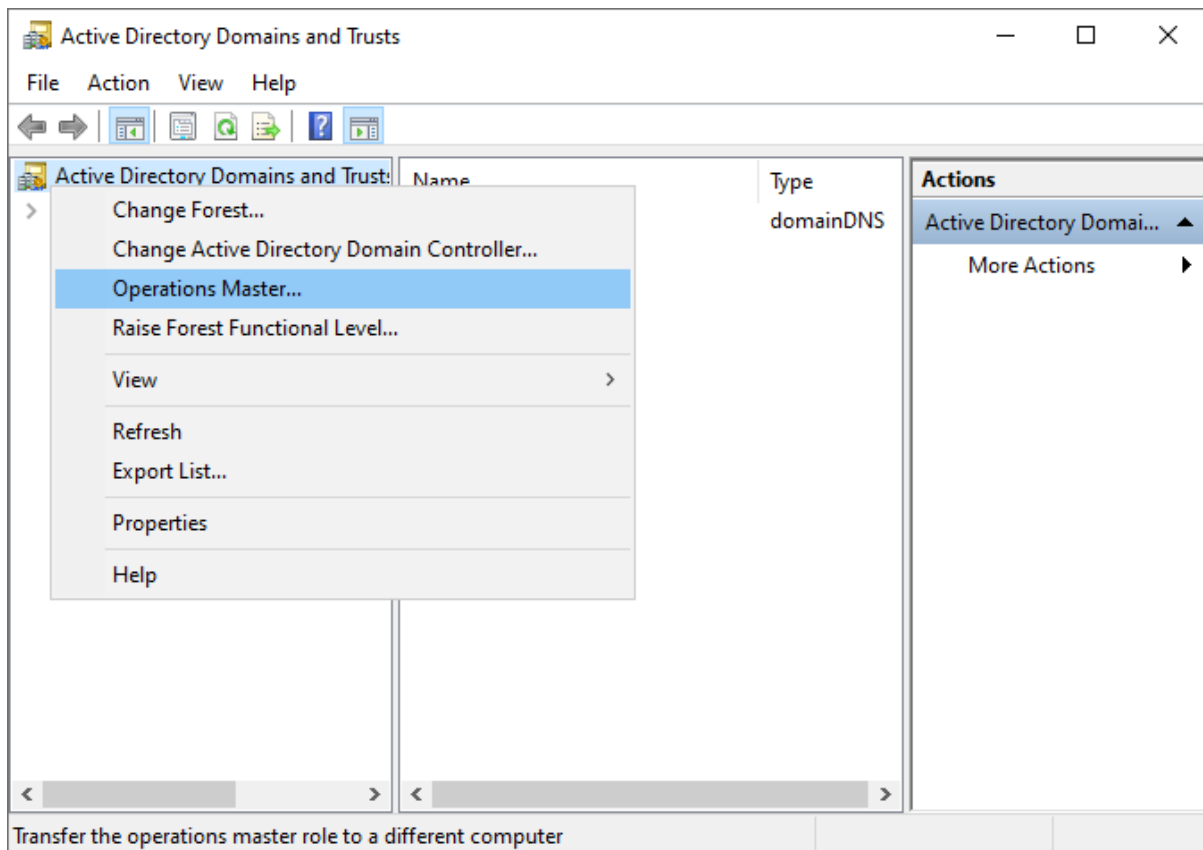 Active Directory Domains and Trusts
File Action View Help
Active Directory Domains and Trusts
Change Forest...
Change Active Directory Domain Controller...
Operations Master...
Raise Forest Functional Level...
View
Refresh
Export List...
Properties
Help
Name Type
domainDNS
Actions
Active Directory Domai...
More Actions
Transfer the operations master role to a different computer